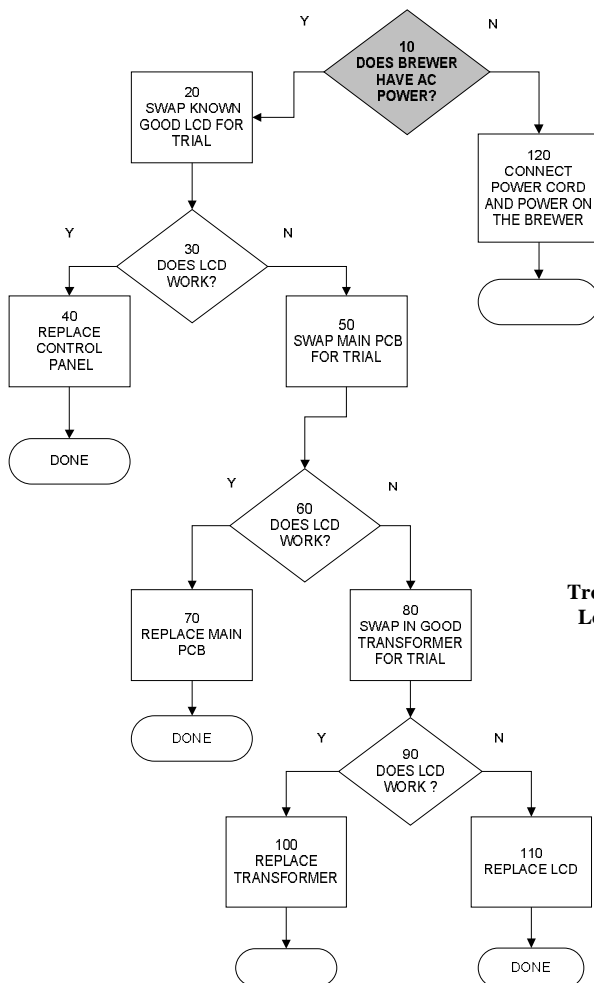 Y
N
10
DOES BREWER
HAVE AC
POWER?
20
SWAP KNOWN
GOOD LCD FOR
TRIAL
120
CONNECT
POWER CORD
AND POWER ON
THE BREWER
Y
N
30
DOES LCD
WORK?
40
REPLACE
CONTROL
PANEL
50
SWAP MAIN PCB
FOR TRIAL
DONE
Y
N
60
DOES LCD
WORK?
70
REPLACE MAIN
PCB
80
SWAP IN GOOD
TRANSFORMER
FOR TRIAL
DONE
Y
N
90
DOES LCD
WORK ?
100
REPLACE
TRANSFORMER
110
REPLACE LCD
DONE